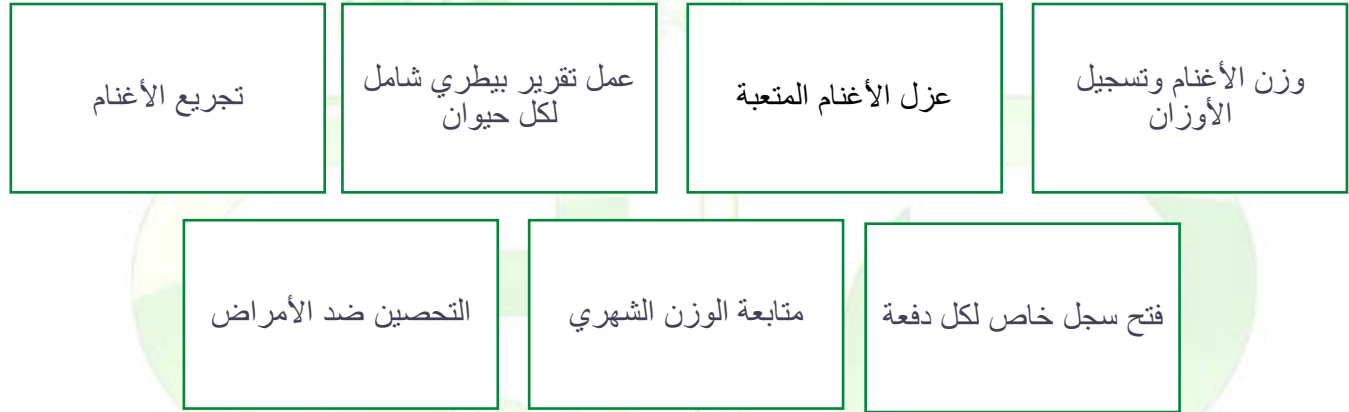 وزن الأغنام وتسجيل
الأوزان
عزل الأغنام المتعبة
عمل تقرير بيطري شامل
لكل حيوان
تجريع الأغنام
فتح سجل خاص لكل دفعة
متابعة الوزن الشهري
التحصين ضد الأمراض